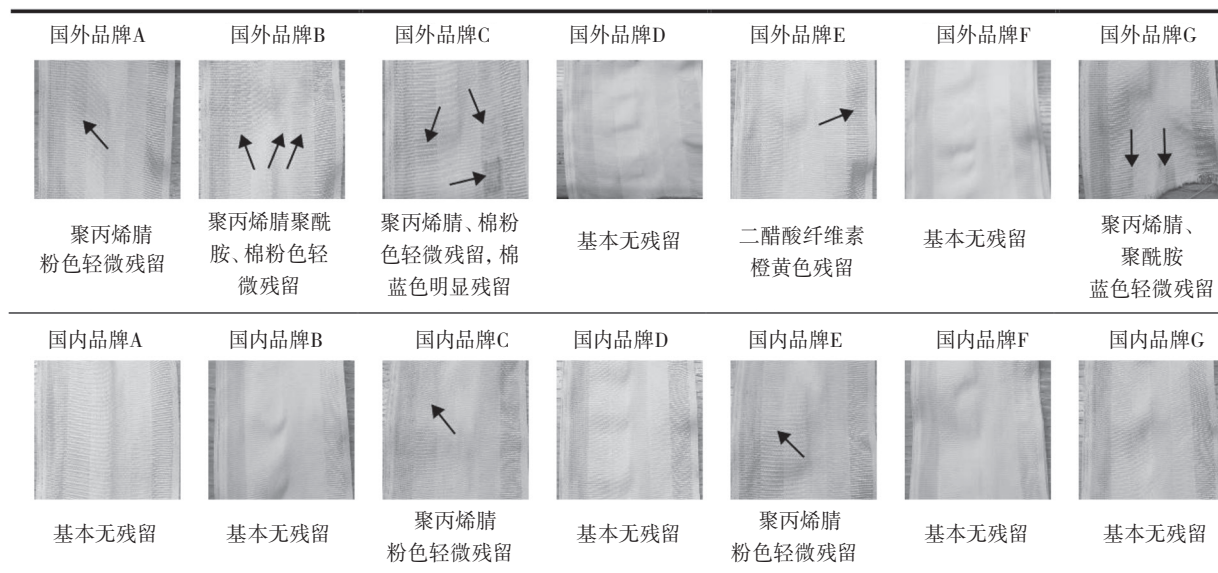 国外品牌A
国外品牌B
国外品牌C
国外品牌D
国外品牌E
国外品牌F
国外品牌G
聚丙烯腈
粉色轻微残留
聚丙烯腈聚酰
胺、棉粉色轻
微残留
聚丙烯腈、棉粉
色轻微残留,棉
蓝色明显残留
基本无残留
二醋酸纤维素
橙黄色残留
基本无残留
聚丙烯腈、
聚酰胺
蓝色轻微残留
国内品牌A
国内品牌B
国内品牌C
国内品牌D
国内品牌E
国内品牌F
国内品牌G
基本无残留
基本无残留
聚丙烯腈
粉色轻微残留
基本无残留
聚丙烯腈
粉色轻微残留
基本无残留
基本无残留